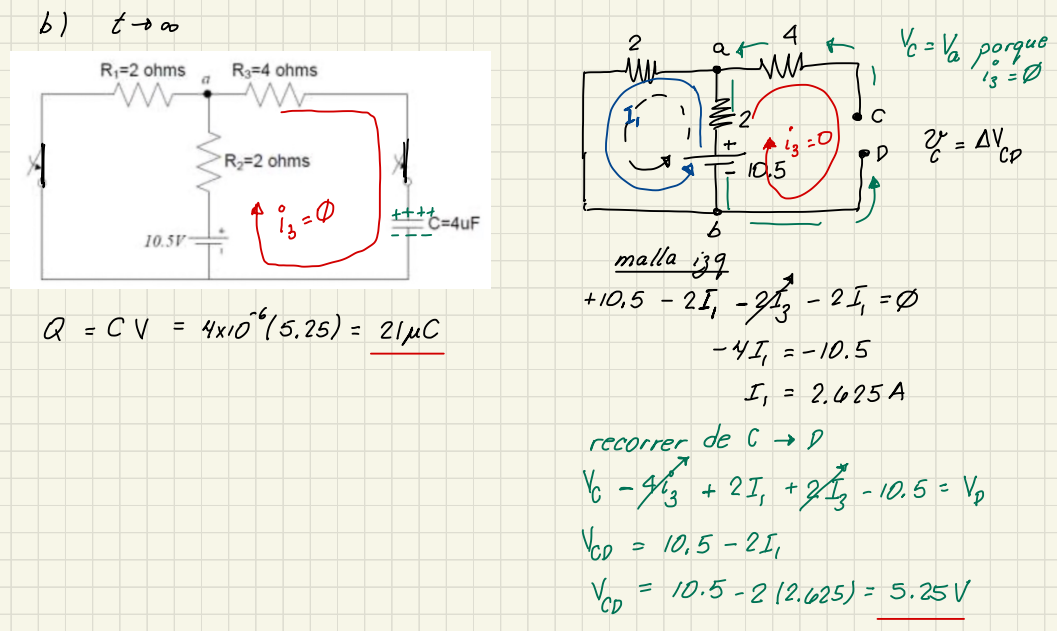 b) t→∞
R₁=2 ohms a R₃=4 ohms
R₂=2 ohms
i₃=∅
++++
- - -
C=4uF
10.5V
+
-
Q = CV = 4x10⁻⁶(5.25) = 21μC
2 a 4
I₁
2
+
-
10.5
i₃=0
C
D
b
V_C = V_a porque
i₃=∅
v_C = ΔV_CD
malla izq
+10.5 - 2I₁ - 2I₃ - 2I₁ = ∅
-4I₁ = -10.5
I₁ = 2.625 A
recorrer de C → D
V_C - 4i₃ + 2I₁ + 2I₃ - 10.5 = V_D
V_CD = 10.5 - 2I₁
V_CD = 10.5 - 2(2.625) = 5.25V